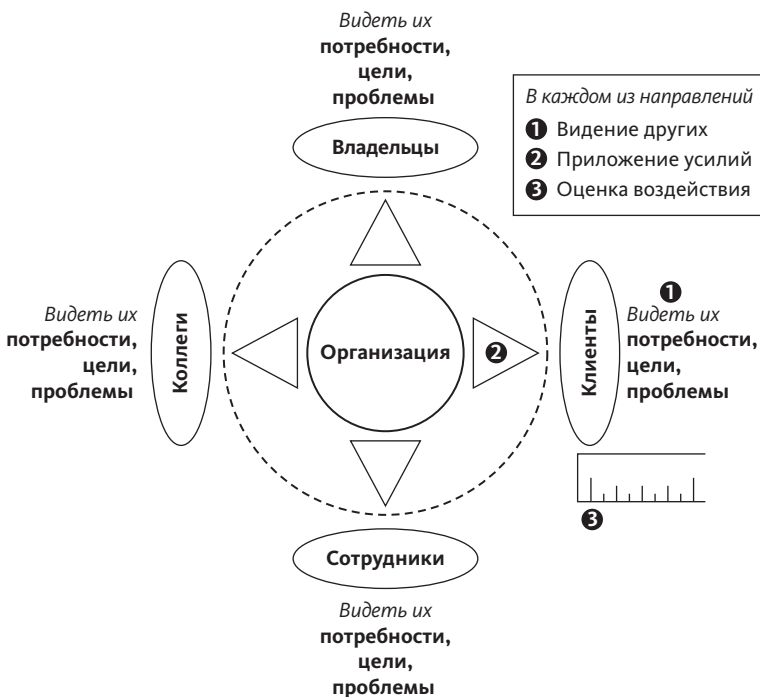 Видеть их
потребности,
цели,
проблемы
Владельцы
В каждом из направлений
❶ Видение других
❷ Приложение усилий
❸ Оценка воздействия
Видеть их
потребности,
цели,
проблемы
Коллеги
Организация
❷
Клиенты
❶
Видеть их
потребности,
цели,
проблемы
❸
Сотрудники
Видеть их
потребности,
цели,
проблемы